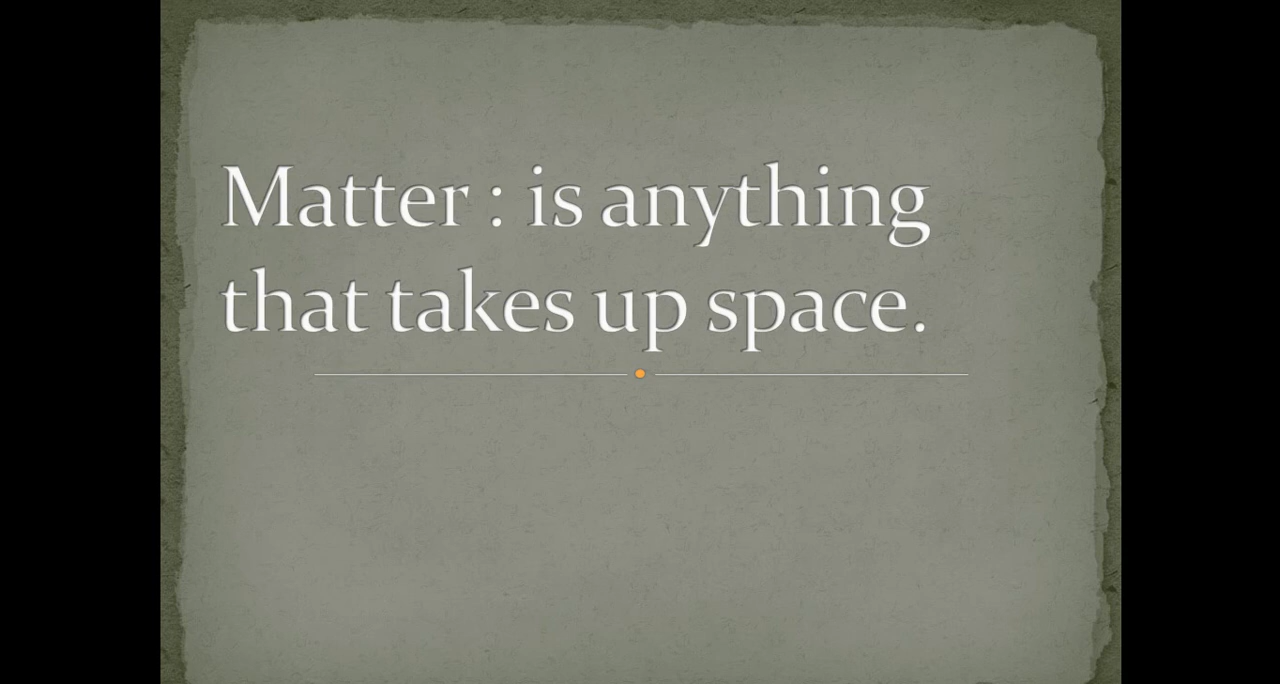 Matter : is anything
that takes up space.